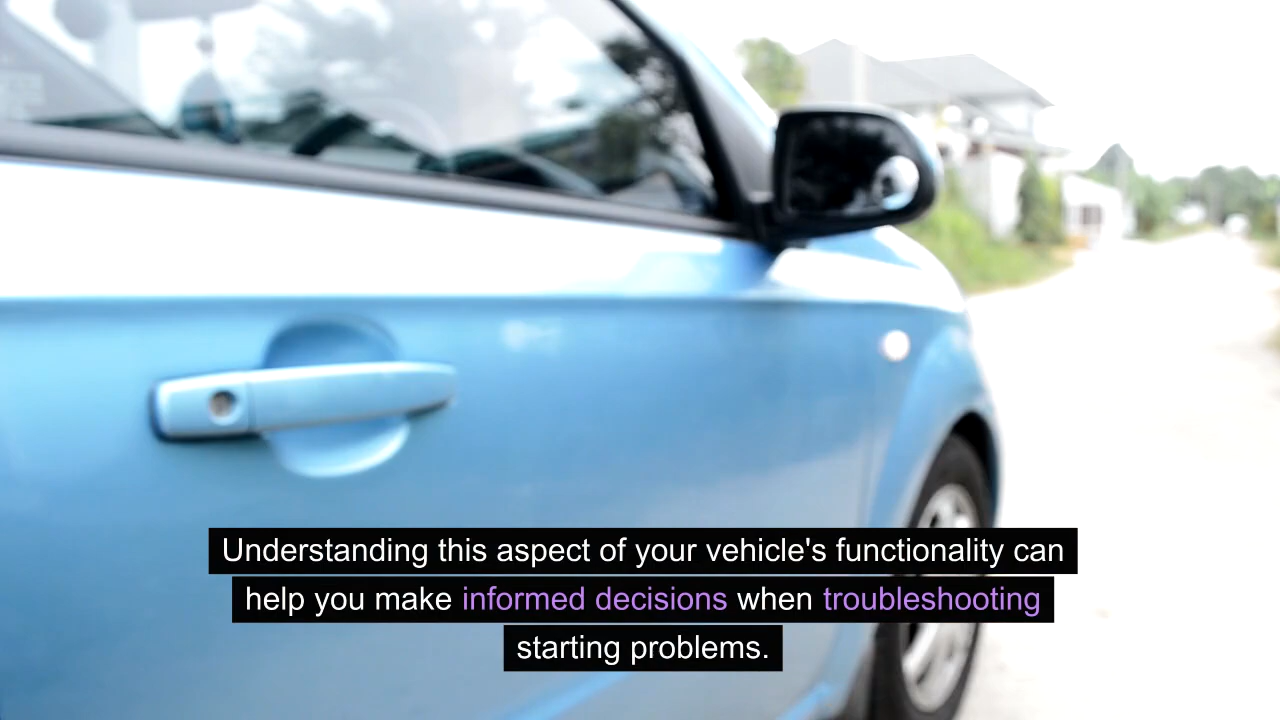 Understanding this aspect of your vehicle's functionality can
help you make informed decisions when troubleshooting
starting problems.